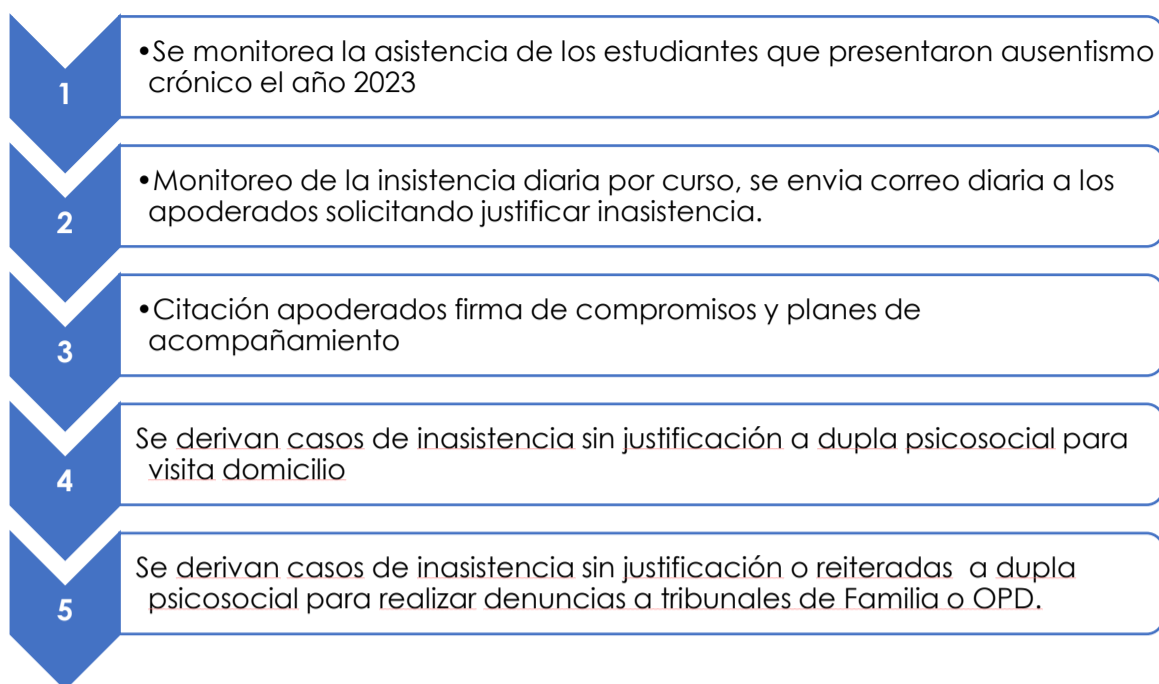 1
•Se monitorea la asistencia de los estudiantes que presentaron ausentismo
crónico el año 2023
2
•Monitoreo de la insistencia diaria por curso, se envia correo diaria a los
apoderados solicitando justificar inasistencia.
3
•Citación apoderados firma de compromisos y planes de
acompañamiento
4
Se derivan casos de inasistencia sin justificación a dupla psicosocial para
visita domicilio
5
Se derivan casos de inasistencia sin justificación o reiteradas  a dupla
psicosocial para realizar denuncias a tribunales de Familia o OPD.